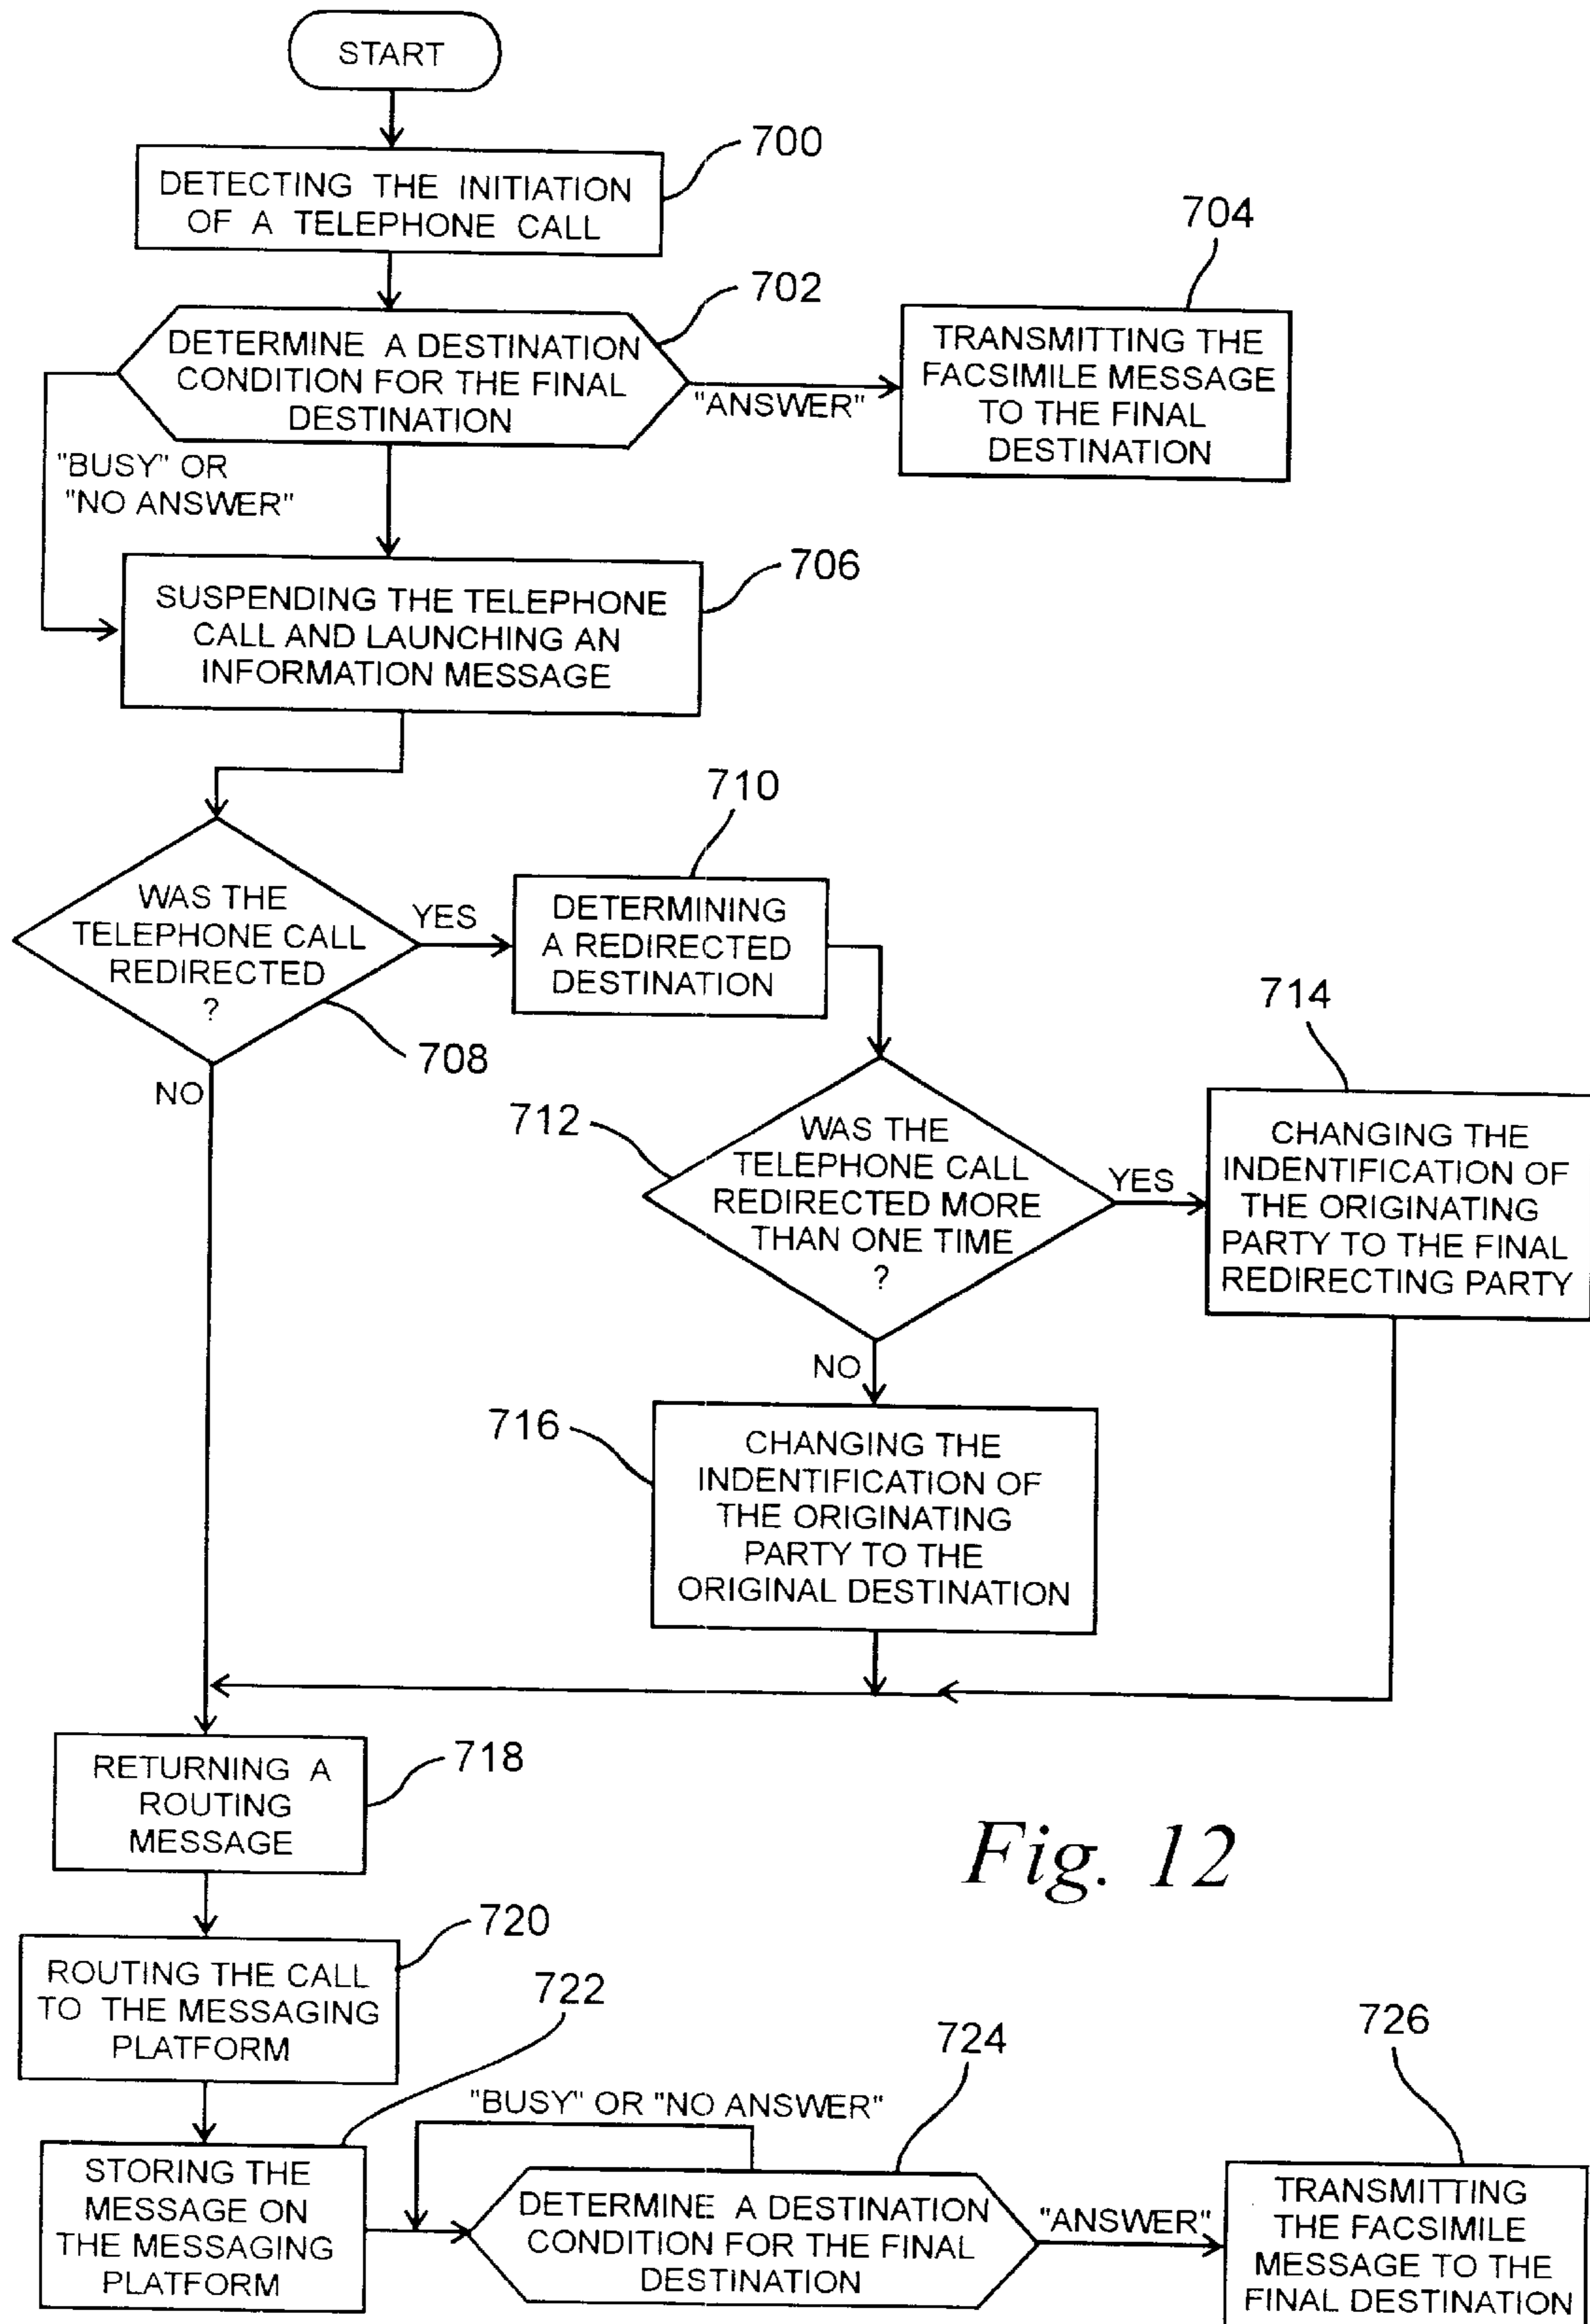 START
700
DETECTING THE INITIATION
OF A TELEPHONE CALL
702
DETERMINE A DESTINATION
CONDITION FOR THE FINAL
DESTINATION
"ANSWER"
704
TRANSMITTING THE
FACSIMILE MESSAGE
TO THE FINAL
DESTINATION
"BUSY" OR
"NO ANSWER"
706
SUSPENDING THE TELEPHONE
CALL AND LAUNCHING AN
INFORMATION MESSAGE
WAS THE
TELEPHONE CALL
REDIRECTED
?
708
YES
NO
710
DETERMINING
A REDIRECTED
DESTINATION
712
WAS THE
TELEPHONE CALL
REDIRECTED MORE
THAN ONE TIME
?
YES
NO
714
CHANGING THE
INDENTIFICATION OF
THE ORIGINATING
PARTY TO THE FINAL
REDIRECTING PARTY
716
CHANGING THE
INDENTIFICATION OF
THE ORIGINATING
PARTY TO THE
ORIGINAL DESTINATION
718
RETURNING A
ROUTING
MESSAGE
Fig. 12
720
ROUTING THE CALL
TO THE MESSAGING
PLATFORM
722
STORING THE
MESSAGE ON
THE MESSAGING
PLATFORM
"BUSY" OR "NO ANSWER"
724
DETERMINE A DESTINATION
CONDITION FOR THE FINAL
DESTINATION
"ANSWER"
726
TRANSMITTING
THE FACSIMILE
MESSAGE TO THE
FINAL DESTINATION